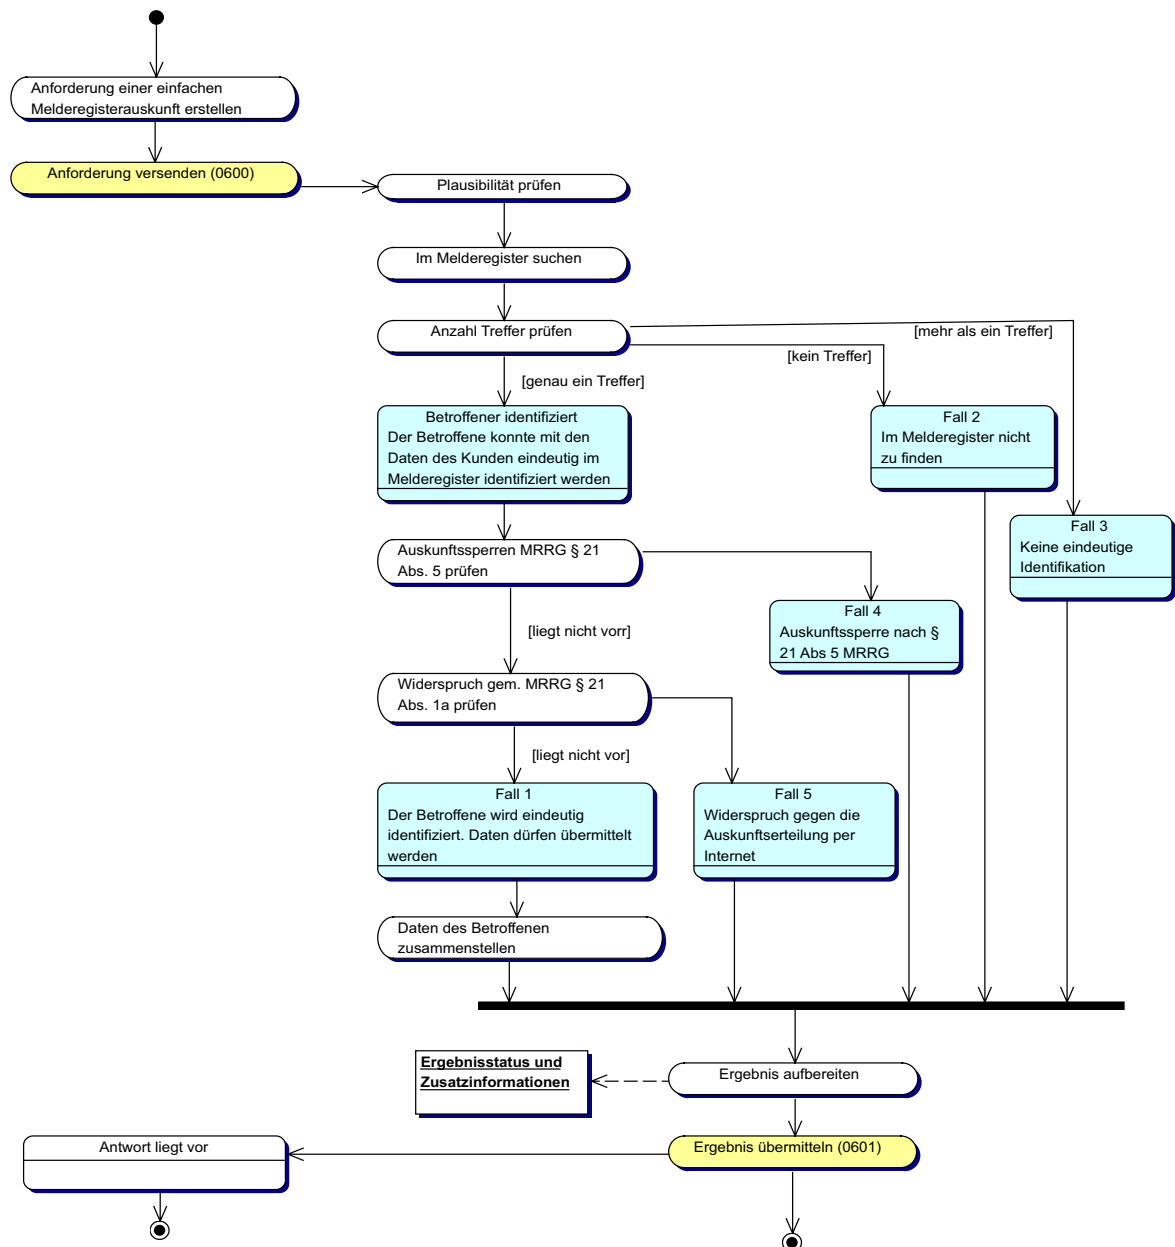 Anforderung einer einfachen
Melderegisterauskunft erstellen
Anforderung versenden (0600)
Plausibilität prüfen
Im Melderegister suchen
Anzahl Treffer prüfen
[mehr als ein Treffer]
[kein Treffer]
[genau ein Treffer]
Betroffener identifiziert
Der Betroffene konnte mit den
Daten des Kunden eindeutig im
Melderegister identifiziert werden
Fall 2
Im Melderegister nicht
zu finden
Fall 3
Keine eindeutige
Identifikation
Auskunftssperren MRRG § 21
Abs. 5 prüfen
Fall 4
Auskunftssperre nach §
21 Abs 5 MRRG
[liegt nicht vorr]
Widerspruch gem. MRRG § 21
Abs. 1a prüfen
[liegt nicht vor]
Fall 1
Der Betroffene wird eindeutig
identifiziert. Daten dürfen übermittelt
werden
Fall 5
Widerspruch gegen die
Auskunftserteilung per
Internet
Daten des Betroffenen
zusammenstellen
Ergebnisstatus und
Zusatzinformationen
Ergebnis aufbereiten
Antwort liegt vor
Ergebnis übermitteln (0601)